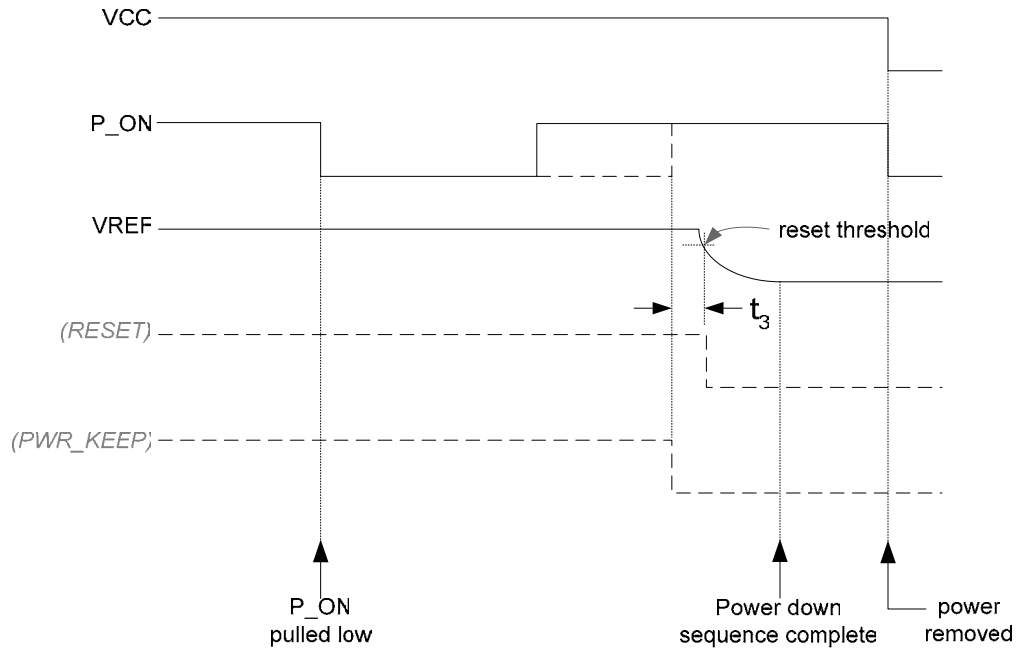 VCC
P_ON
VREF
reset threshold
t3
(RESET)
(PWR_KEEP)
P_ON
pulled low
Power down
sequence complete
power
removed